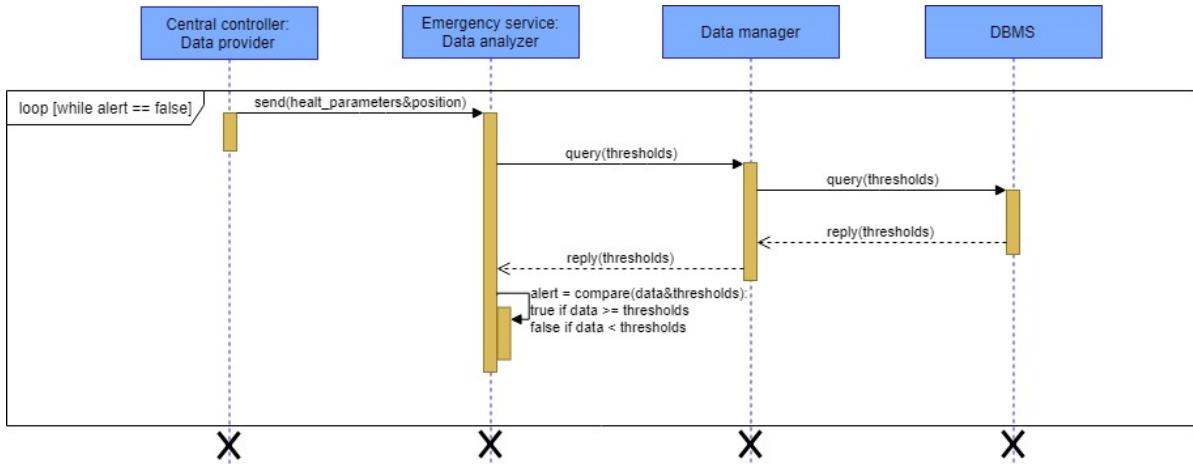 Central controller:
Data provider
Emergency service:
Data analyzer
Data manager
DBMS
loop [while alert == false]
send(healt_parameters&position)
query(thresholds)
query(thresholds)
reply(thresholds)
reply(thresholds)
alert = compare(data&thresholds):
true if data >= thresholds
false if data < thresholds